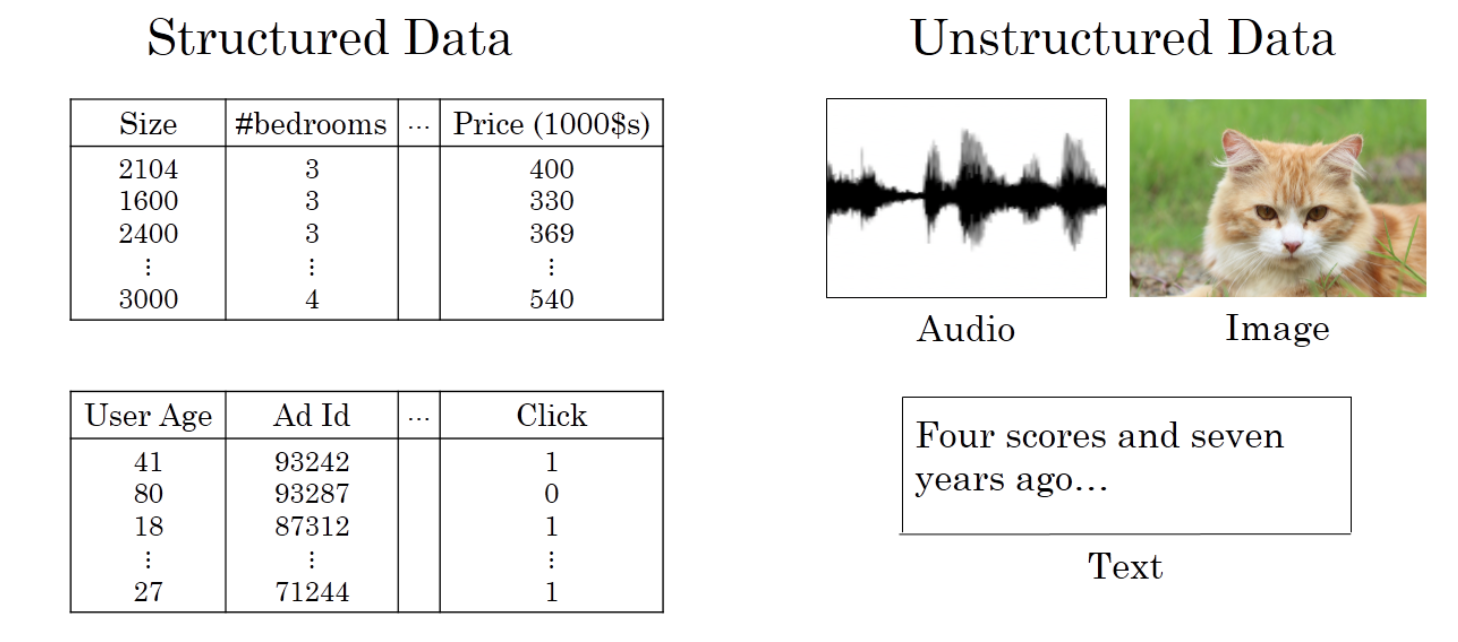 Structured Data
Size #bedrooms ... Price (1000$s)
2104 3 400
1600 3 330
2400 3 369
⋮ ⋮ ⋮
3000 4 540
User Age Ad Id ... Click
41 93242 1
80 93287 0
18 87312 1
⋮ ⋮ ⋮
27 71244 1
Unstructured Data
Audio
Image
Four scores and seven
years ago...
Text